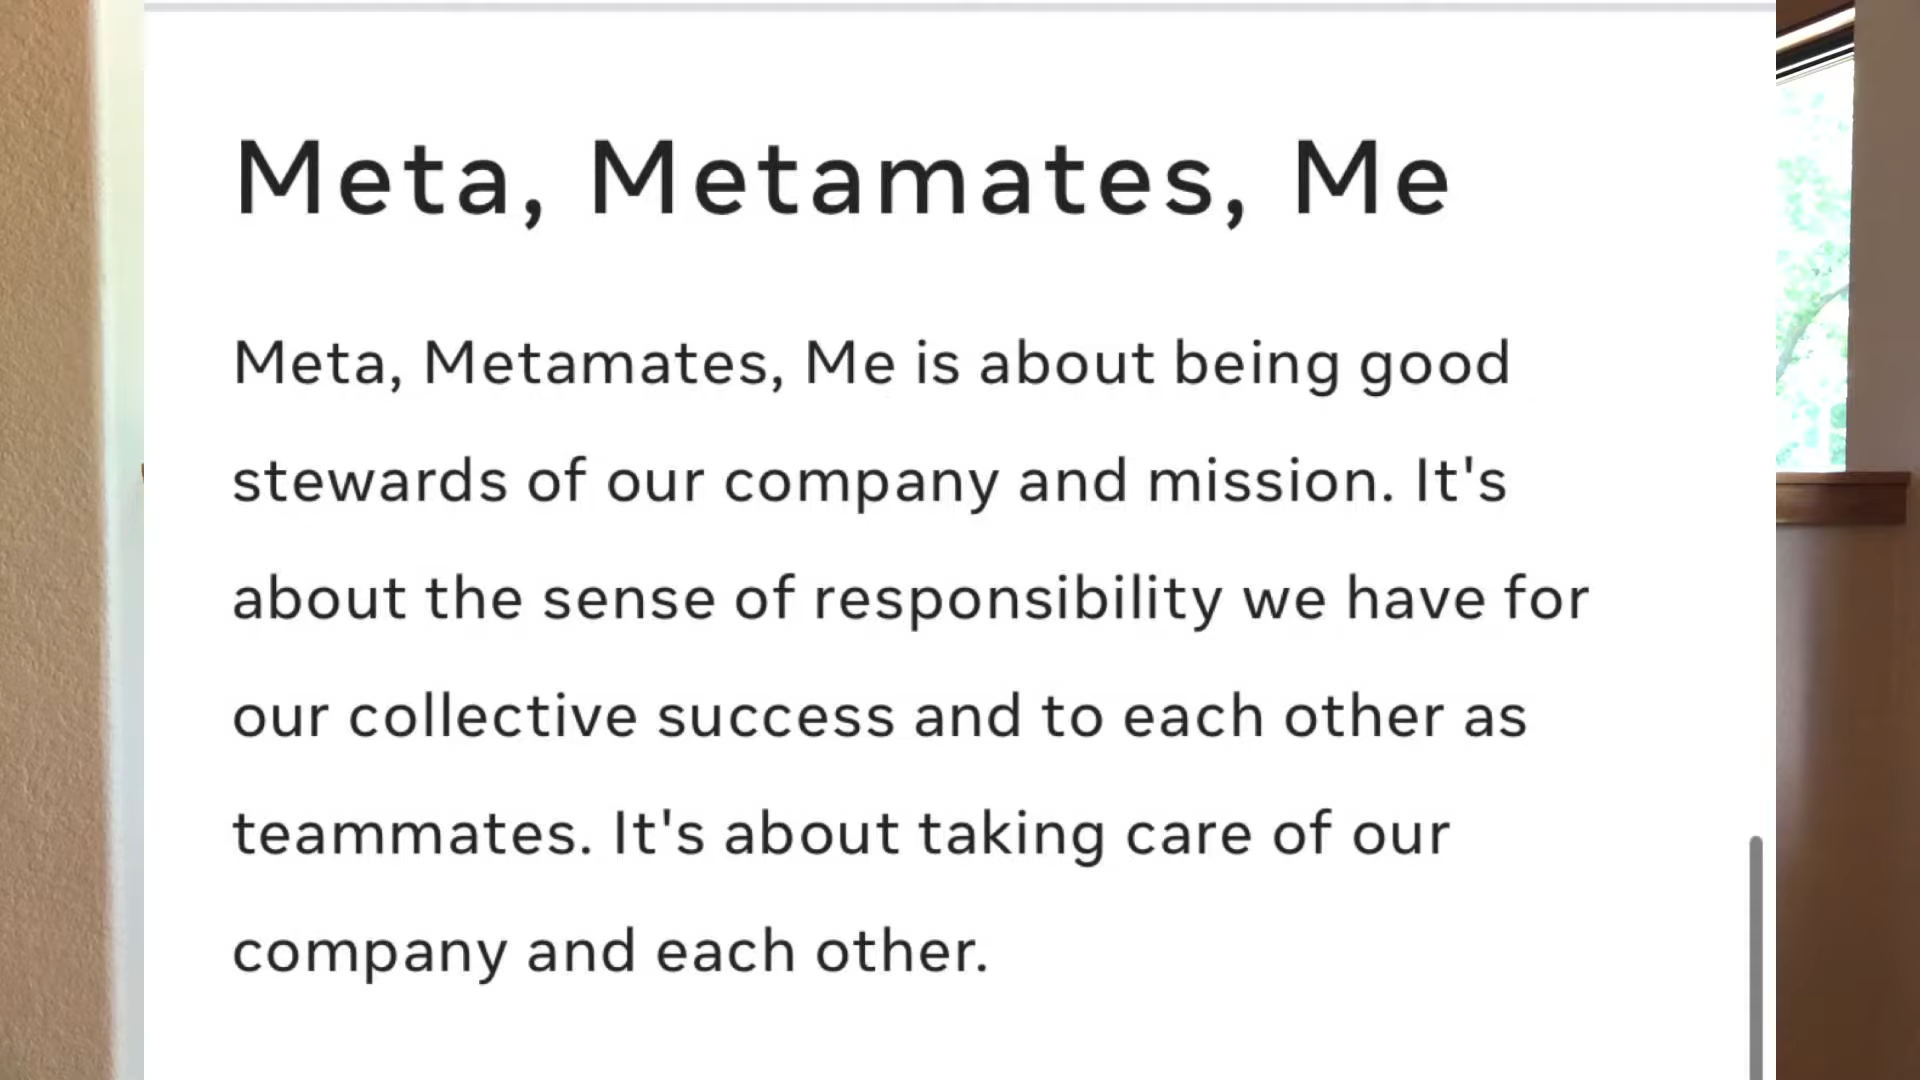 Meta, Metamates, Me
Meta, Metamates, Me is about being good
stewards of our company and mission. It's
about the sense of responsibility we have for
our collective success and to each other as
teammates. It's about taking care of our
company and each other.